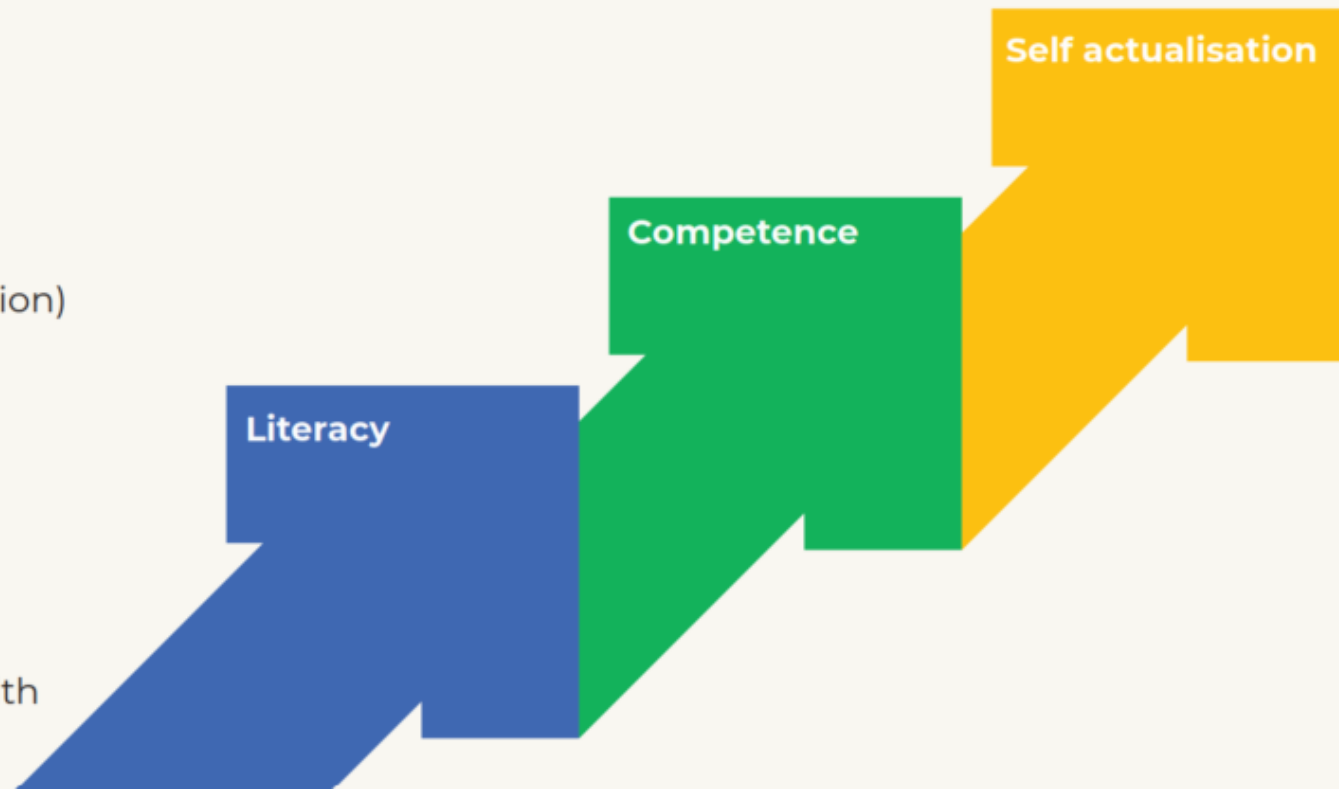 Self actualisation
Competence
ion)
Literacy
th